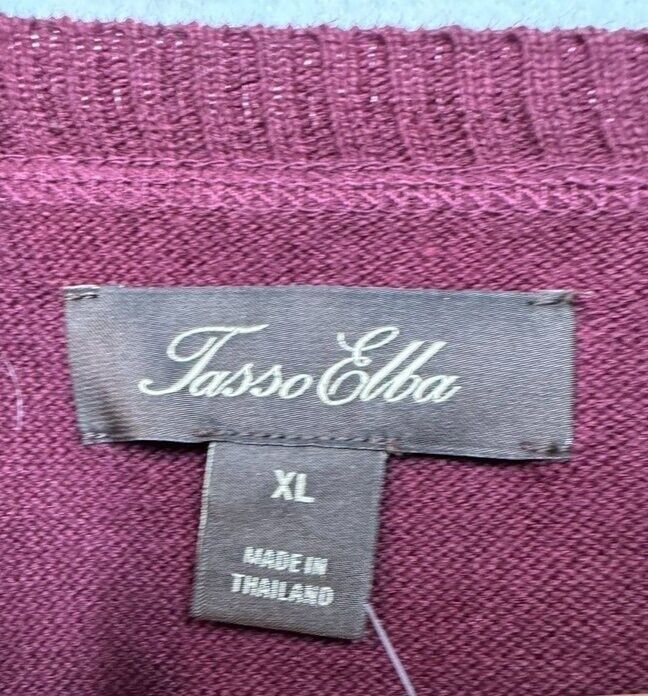 Tasso Elba
XL
MADE IN
THAILAND